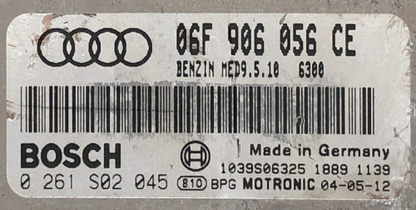 06F 906 056 CE
BENZIN MED9.5.10 6300
BOSCH
Made in Germany
1039S06325 1889 1139
0 261 S02 045 810 BPG MOTRONIC 04-05-12